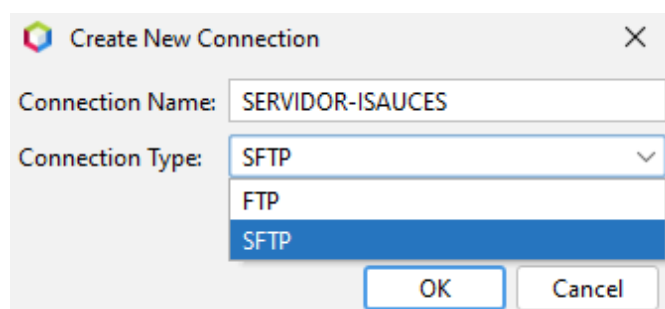 Create New Connection
Connection Name: SERVIDOR-ISAUCES
Connection Type: SFTP
FTP
SFTP
OK Cancel